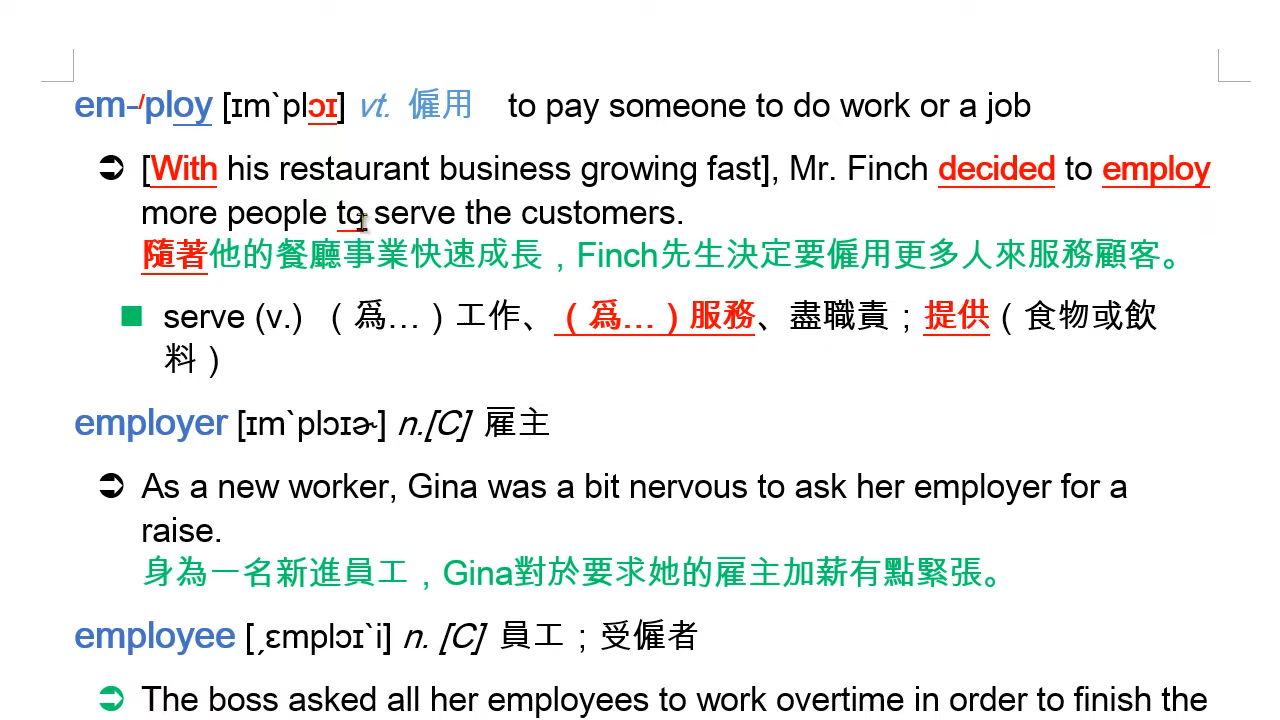 em-ˊploy [ɪm`plɔɪ] vt. 僱用 to pay someone to do work or a job
➲ [With his restaurant business growing fast], Mr. Finch decided to employ
more people to serve the customers.
隨著他的餐廳事業快速成長，Finch先生決定要僱用更多人來服務顧客。
■ serve (v.) （爲…）工作、（爲…）服務、盡職責；提供（食物或飲
料）
employer [ɪm`plɔɪɚ] n.[C] 雇主
➲ As a new worker, Gina was a bit nervous to ask her employer for a
raise.
身為一名新進員工，Gina對於要求她的雇主加薪有點緊張。
employee [ˏɛmplɔɪ`i] n. [C] 員工；受僱者
➲ The boss asked all her employees to work overtime in order to finish the